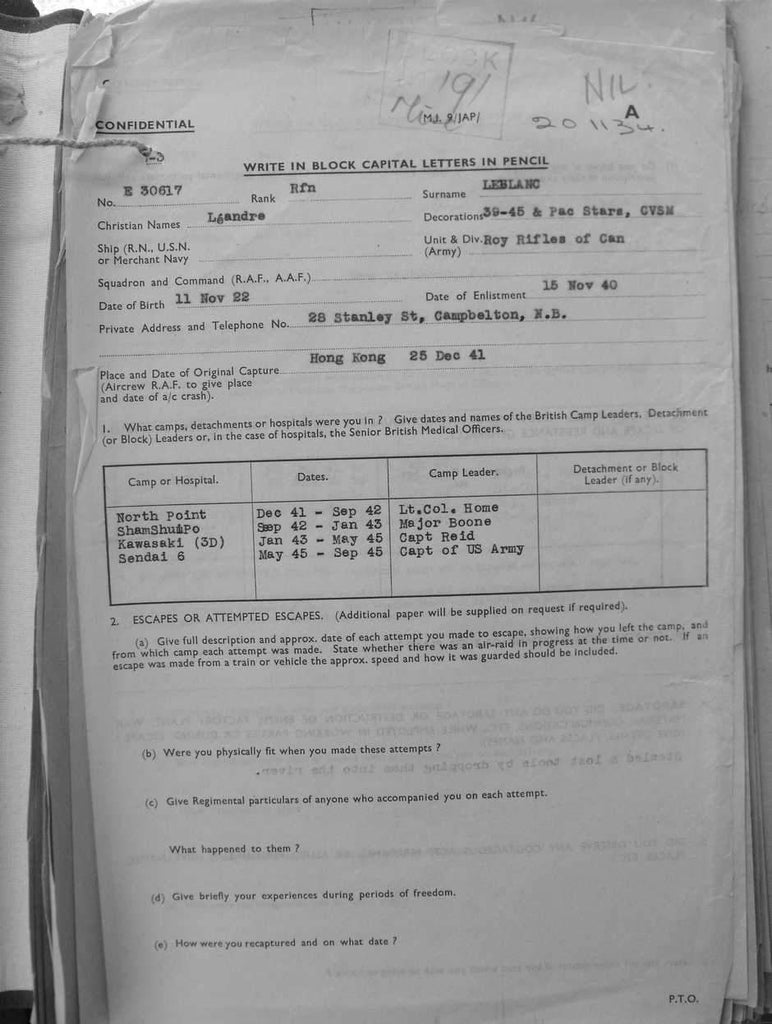 NIL
191
CONFIDENTIAL
(M.I. 9/JAP)
A
201134.
WRITE IN BLOCK CAPITAL LETTERS IN PENCIL
No. E 30617 Rank Rfn Surname LEBLANC
Christian Names Léandre Decorations 39-45 & Pac Stars, CVSM
Ship (R.N., U.S.N. or Merchant Navy Unit & Div. Roy Rifles of Can (Army)
Squadron and Command (R.A.F., A.A.F.)
Date of Birth 11 Nov 22 Date of Enlistment 15 Nov 40
Private Address and Telephone No. 28 Stanley St, Campbelton, N.B.
Place and Date of Original Capture Hong Kong 25 Dec 41
(Aircrew R.A.F. to give place
and date of a/c crash).
1. What camps, detachments or hospitals were you in ? Give dates and names of the British Camp Leaders, Detachment
(or Block) Leaders or, in the case of hospitals, the Senior British Medical Officers.
Camp or Hospital. Dates. Camp Leader. Detachment or Block Leader (if any).
North Point Dec 41 - Sep 42 Lt.Col. Home
ShamShuiPo Sep 42 - Jan 43 Major Boone
Kawasaki (3D) Jan 43 - May 45 Capt Reid
Sendai 6 May 45 - Sep 45 Capt of US Army
2. ESCAPES OR ATTEMPTED ESCAPES. (Additional paper will be supplied on request if required).
(a) Give full description and approx. date of each attempt you made to escape, showing how you left the camp, and
from which camp each attempt was made. State whether there was an air-raid in progress at the time or not. If an
escape was made from a train or vehicle the approx. speed and how it was guarded should be included.
(b) Were you physically fit when you made these attempts ?
(c) Give Regimental particulars of anyone who accompanied you on each attempt.
What happened to them ?
(d) Give briefly your experiences during periods of freedom.
(e) How were you recaptured and on what date ?
P.T.O.